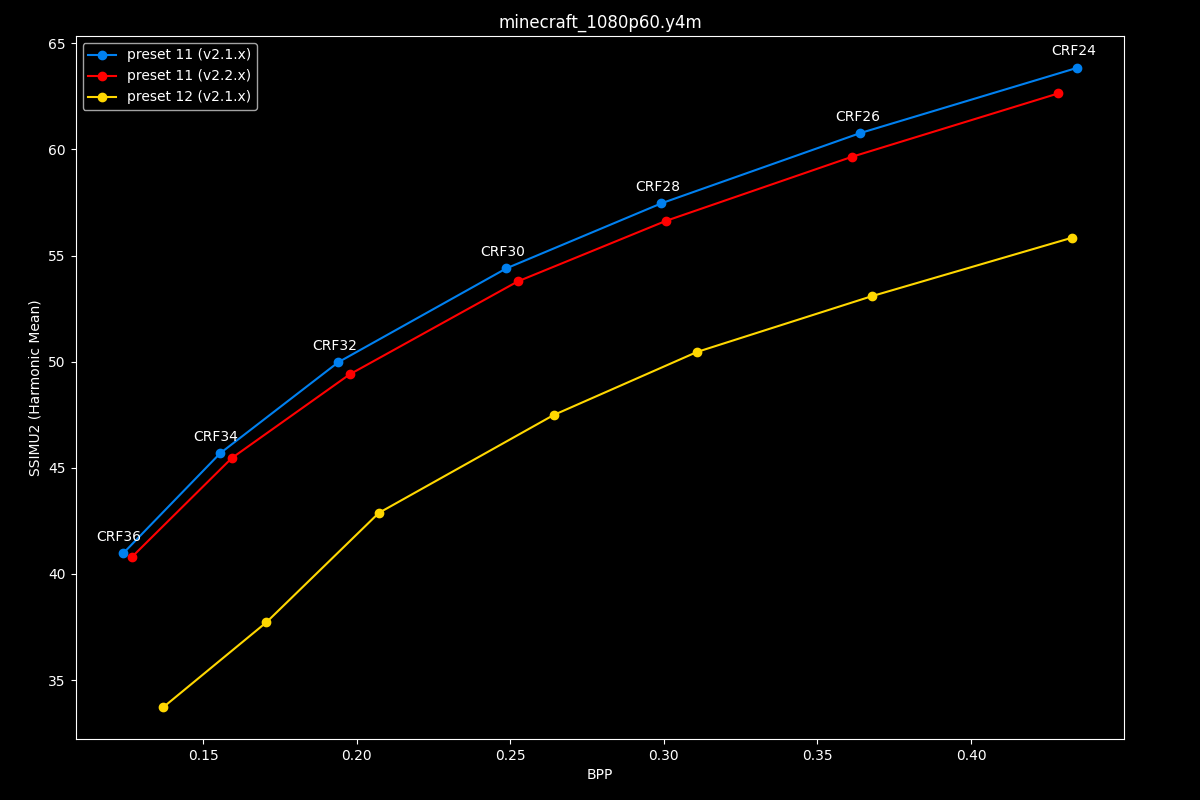 minecraft_1080p60.y4m
preset 11 (v2.1.x)
preset 11 (v2.2.x)
preset 12 (v2.1.x)
CRF24
CRF26
CRF28
CRF30
CRF32
CRF34
CRF36
65
60
55
50
45
40
35
SSIMU2 (Harmonic Mean)
0.15
0.20
0.25
0.30
0.35
0.40
BPP